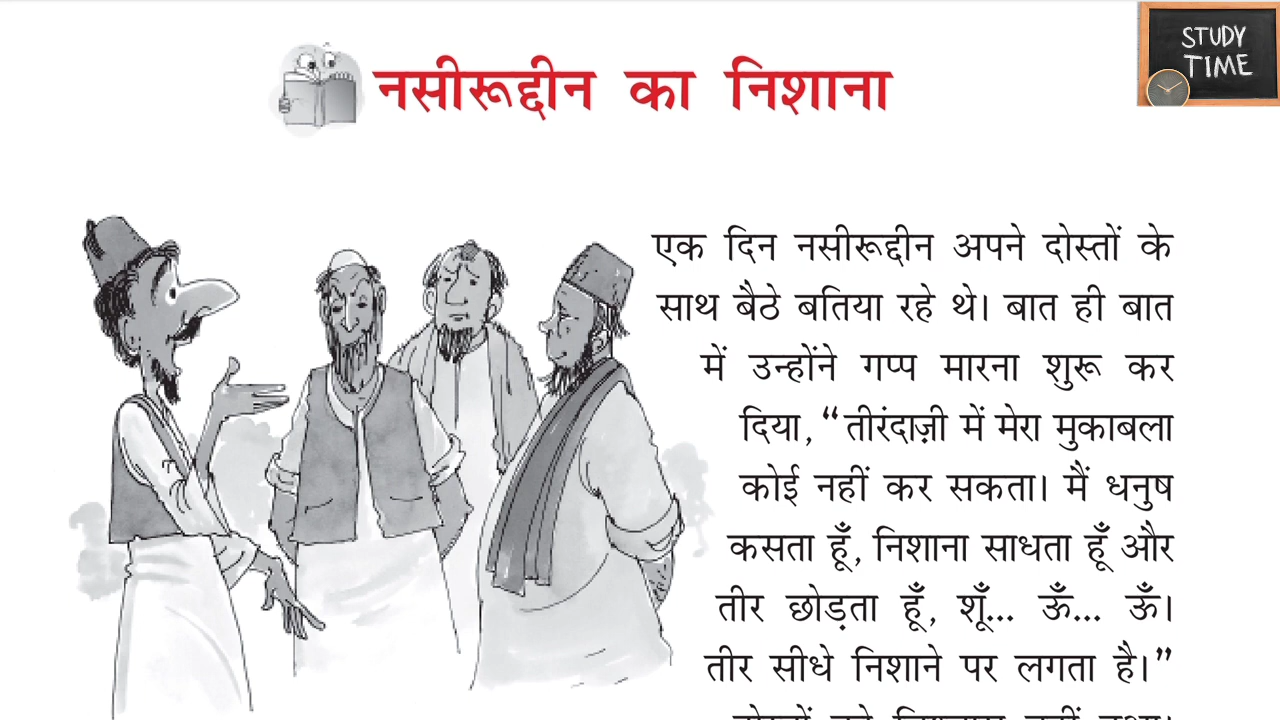 नसीरूद्दीन का निशाना
STUDY
TIME
एक दिन नसीरूद्दीन अपने दोस्तों के
साथ बैठे बतिया रहे थे। बात ही बात
में उन्होंने गप्प मारना शुरू कर
दिया, “तीरंदाज़ी में मेरा मुकाबला
कोई नहीं कर सकता। मैं धनुष
कसता हूँ, निशाना साधता हूँ और
तीर छोड़ता हूँ, शूँ... ऊँ... ऊँ।
तीर सीधे निशाने पर लगता है।”